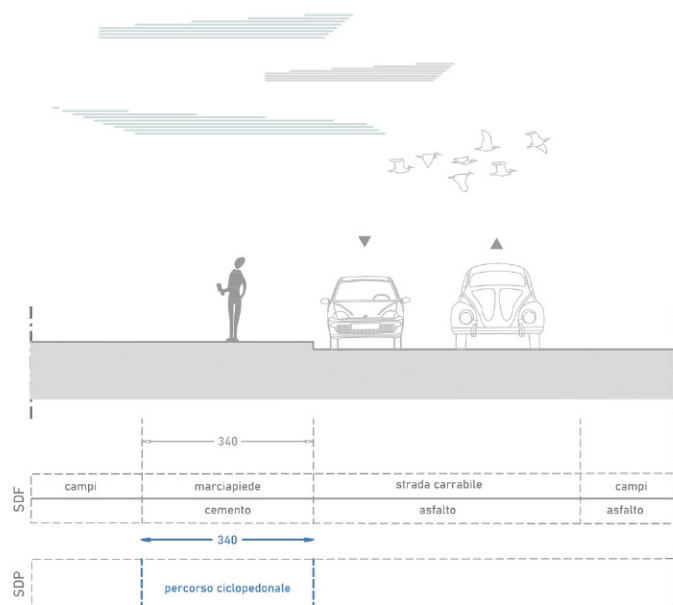 340
SDF
campi marciapiede strada carrabile campi
cemento asfalto asfalto
340
SDP
percorso ciclopedonale